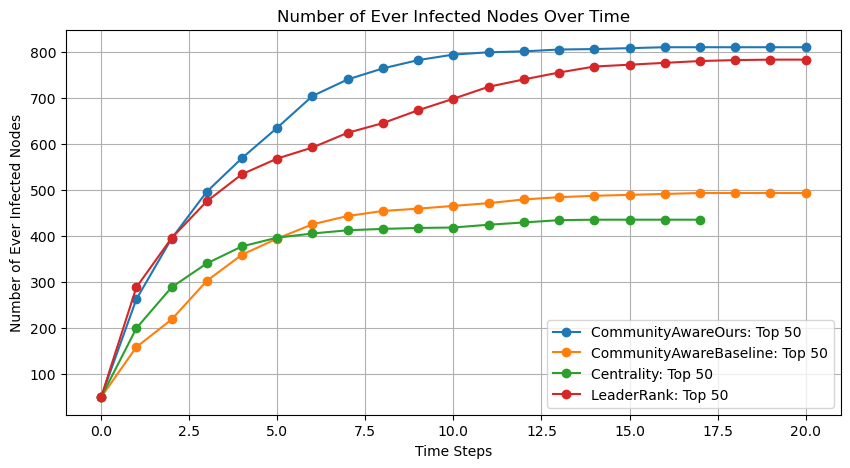 Number of Ever Infected Nodes Over Time
Number of Ever Infected Nodes
800
700
600
500
400
300
200
100
0.0 2.5 5.0 7.5 10.0 12.5 15.0 17.5 20.0
Time Steps
CommunityAwareOurs: Top 50
CommunityAwareBaseline: Top 50
Centrality: Top 50
LeaderRank: Top 50